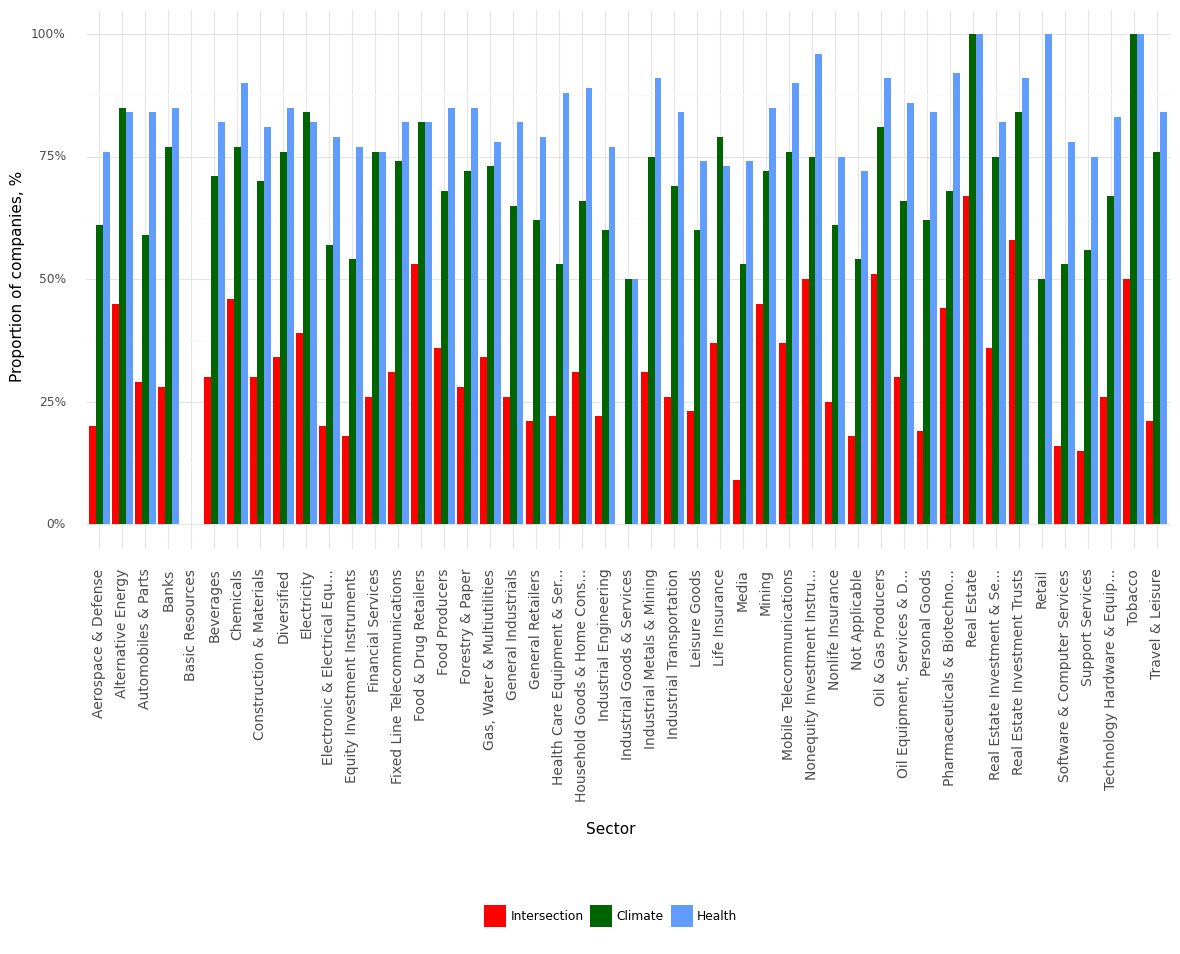 Proportion of companies, %
100%
75%
50%
25%
0%
Aerospace & Defense
Alternative Energy
Automobiles & Parts
Banks
Basic Resources
Beverages
Chemicals
Construction & Materials
Diversified
Electricity
Electronic & Electrical Equ...
Equity Investment Instruments
Financial Services
Fixed Line Telecommunications
Food & Drug Retailers
Food Producers
Forestry & Paper
Gas, Water & Multiutilities
General Industrials
General Retailers
Health Care Equipment & Ser...
Household Goods & Home Cons...
Industrial Engineering
Industrial Goods & Services
Industrial Metals & Mining
Industrial Transportation
Leisure Goods
Life Insurance
Media
Mining
Mobile Telecommunications
Nonequity Investment Instru...
Nonlife Insurance
Not Applicable
Oil & Gas Producers
Oil Equipment, Services & D...
Personal Goods
Pharmaceuticals & Biotechno...
Real Estate
Real Estate Investment & Se...
Real Estate Investment Trusts
Retail
Software & Computer Services
Support Services
Technology Hardware & Equip...
Tobacco
Travel & Leisure
Sector
Intersection
Climate
Health